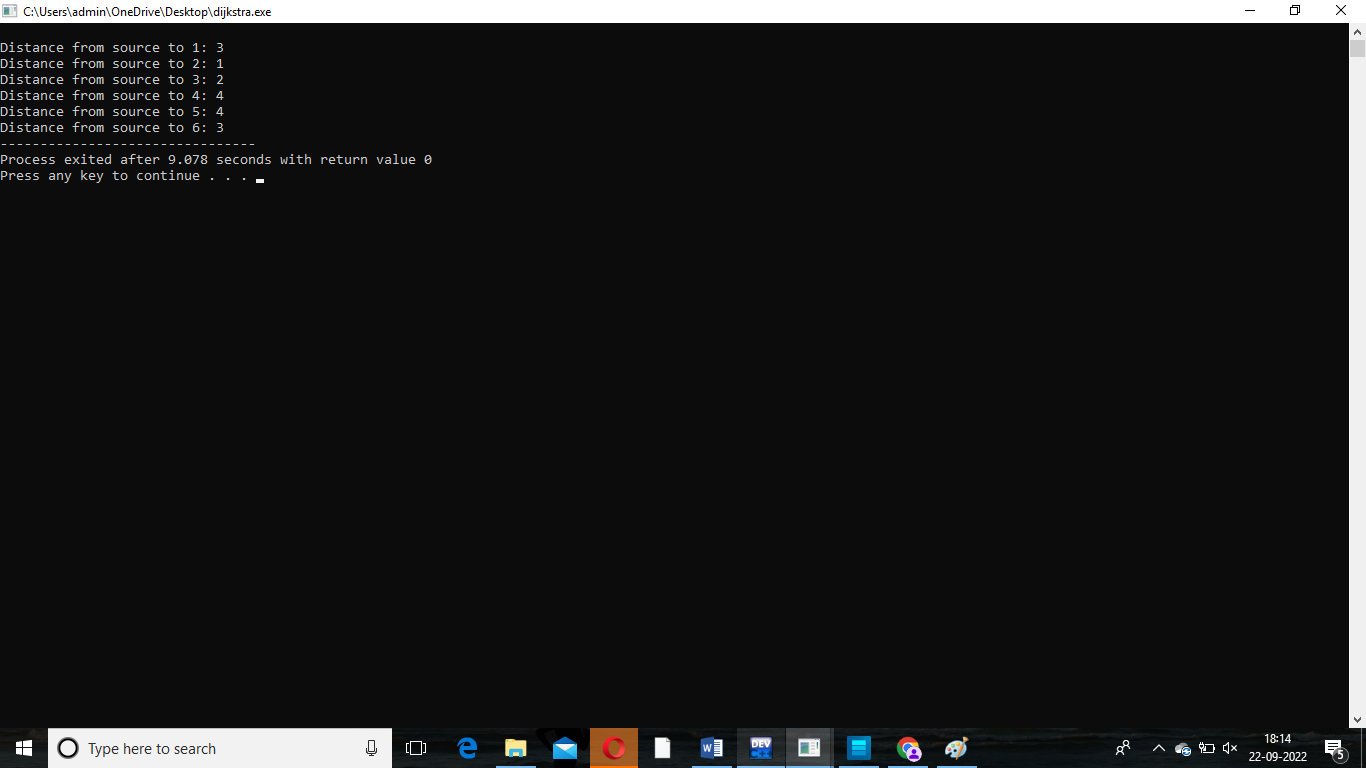 C:\Users\admin\OneDrive\Desktop\dijkstra.exe
Distance from source to 1: 3
Distance from source to 2: 1
Distance from source to 3: 2
Distance from source to 4: 4
Distance from source to 5: 4
Distance from source to 6: 3
--------------------------------
Process exited after 9.078 seconds with return value 0
Press any key to continue . . .
Type here to search
DEV
18:14
22-09-2022
5